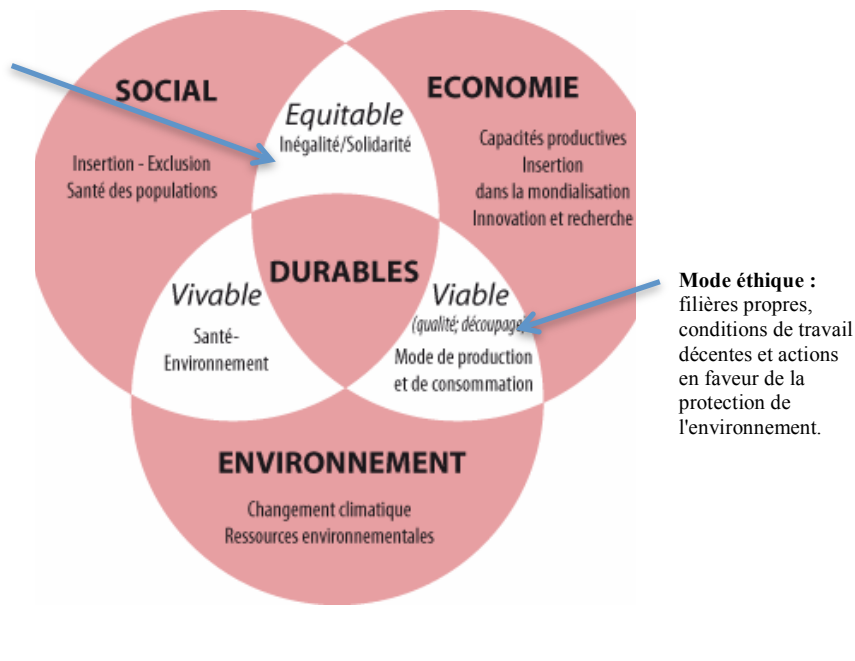 SOCIAL
Insertion - Exclusion
Santé des populations
Equitable
Inégalité/Solidarité
ECONOMIE
Capacités productives
Insertion
dans la mondialisation
Innovation et recherche
DURABLES
Vivable
Santé-
Environnement
Viable
(qualité; découpage)
Mode de production
et de consommation
ENVIRONNEMENT
Changement climatique
Ressources environnementales
Mode éthique :
filières propres,
conditions de travail
décentes et actions
en faveur de la
protection de
l'environnement.